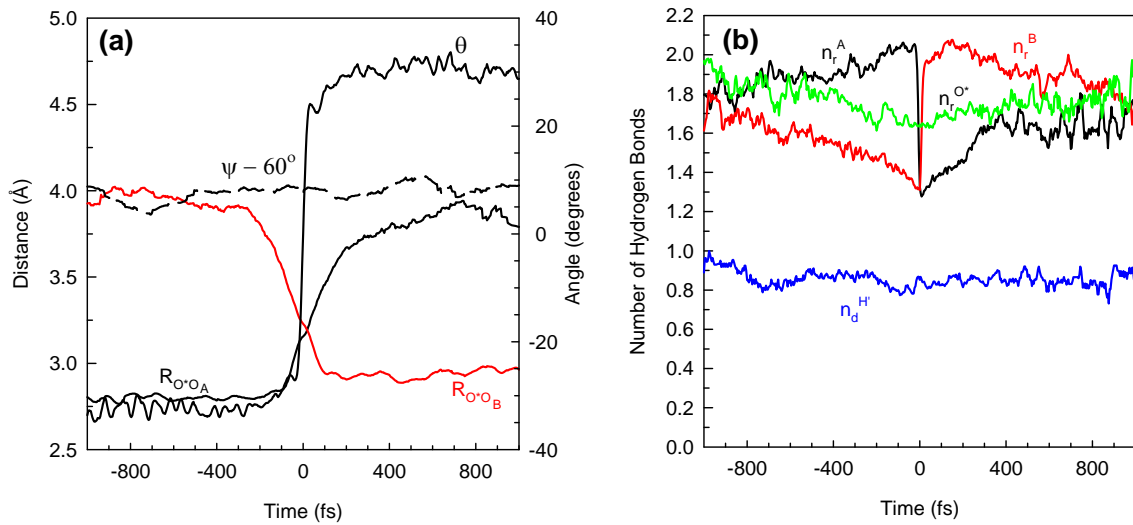 (a)
5.0
4.5
4.0
3.5
3.0
2.5
Distance (Å)
40
20
0
-20
-40
Angle (degrees)
θ
ψ − 60°
R_O*O_A
R_O*O_B
-800 -400 0 400 800
Time (fs)
(b)
2.2
2.0
1.8
1.6
1.4
1.2
1.0
0.8
0.6
0.4
0.2
0.0
Number of Hydrogen Bonds
n_r^A
n_r^B
n_r^O*
n_d^H'
-800 -400 0 400 800
Time (fs)